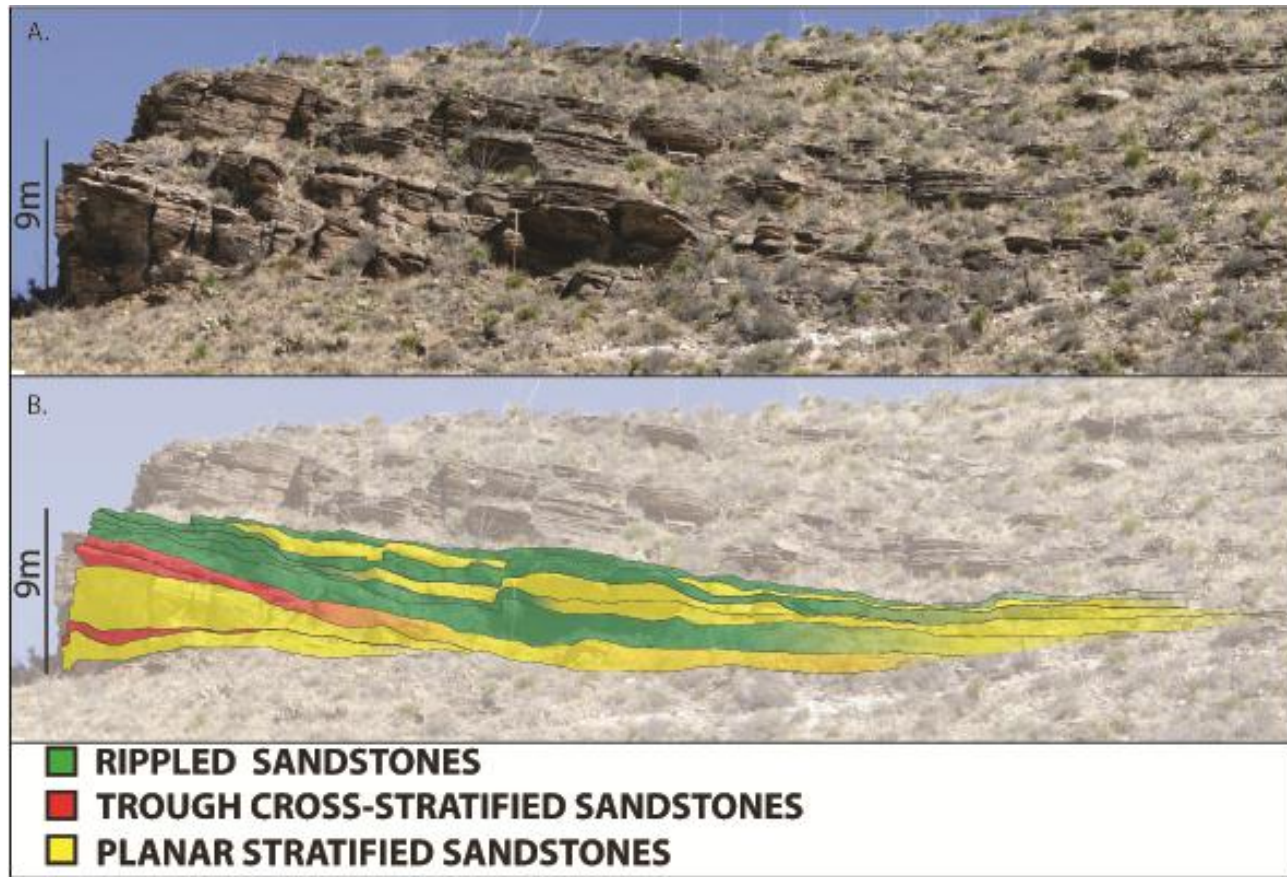 A.
9m
B.
9m
RIPPLED SANDSTONES
TROUGH CROSS-STRATIFIED SANDSTONES
PLANAR STRATIFIED SANDSTONES